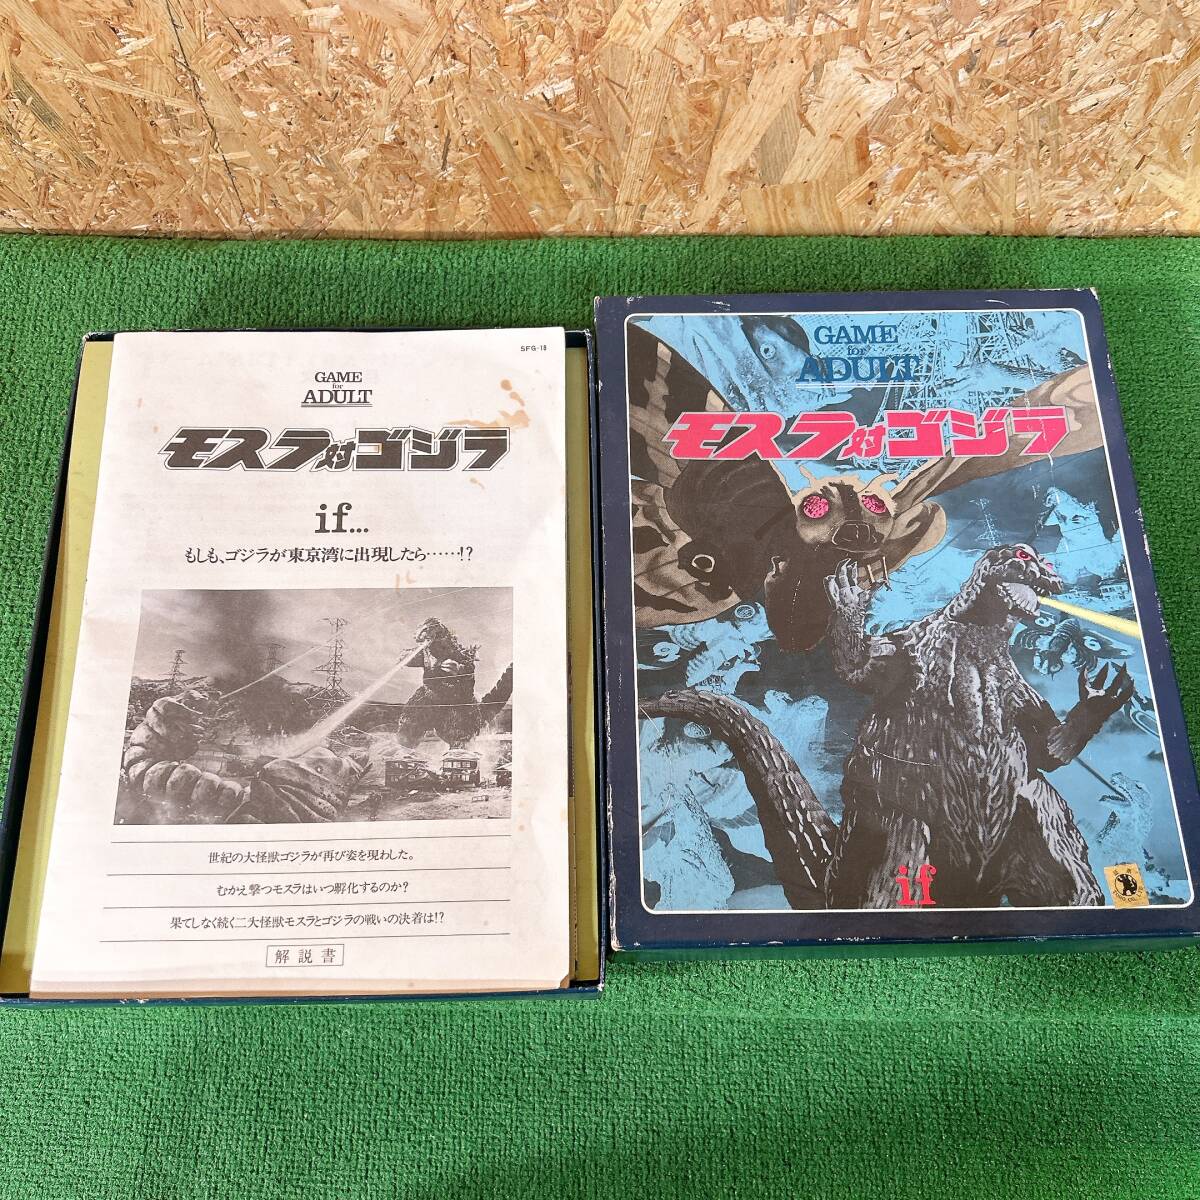 SFG-18
GAME
for
ADULT
モスラ対ゴジラ
if...
もしも、ゴジラが東京湾に出現したら……!?
世紀の大怪獣ゴジラが再び姿を現わした。
むかえ撃つモスラはいつ孵化するのか?
果てしなく続く二大怪獣モスラとゴジラの戦いの決着は!?
解説書
GAME
for
ADULT
モスラ対ゴジラ
if